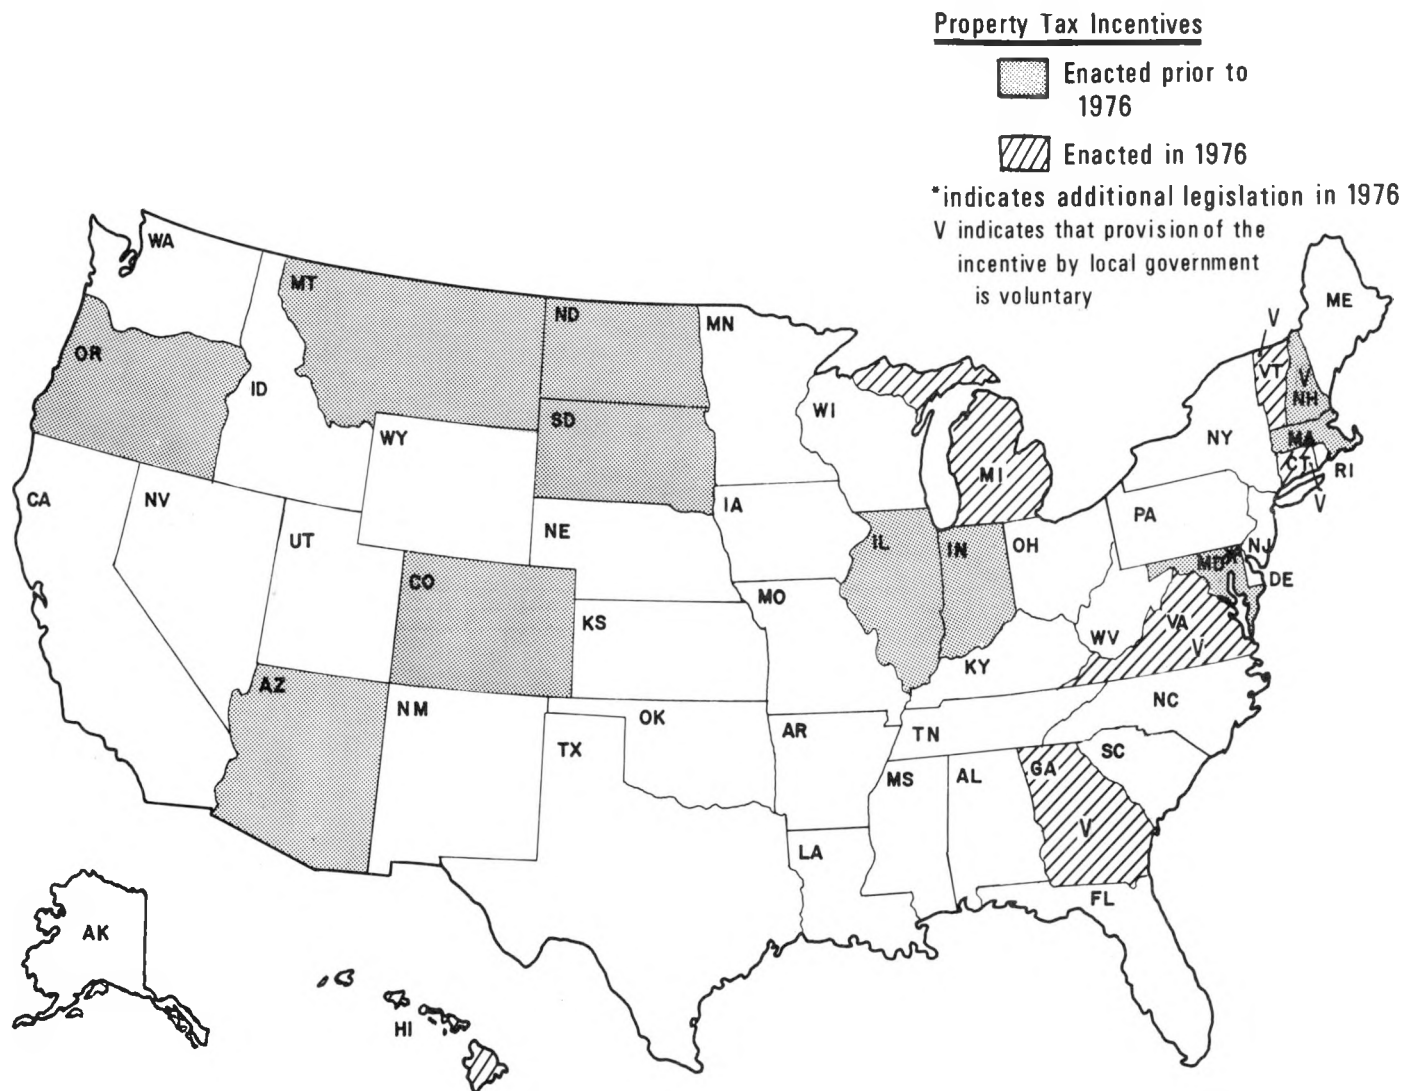 Property Tax Incentives
Enacted prior to
1976
Enacted in 1976
*indicates additional legislation in 1976
V indicates that provision of the
incentive by local government
is voluntary
WA
MT
ND
MN
ME
V
VT
V
NH
OR
ID
SD
WI
NY
MA
WY
MI
CT
RI
V
CA
NV
IA
PA
UT
NE
IL
IN
OH
NJ
CO
MD
*
DE
MO
KS
VA
WV
V
KY
AZ
NM
OK
NC
TX
AR
TN
SC
MS
AL
GA
V
LA
FL
AK
HI